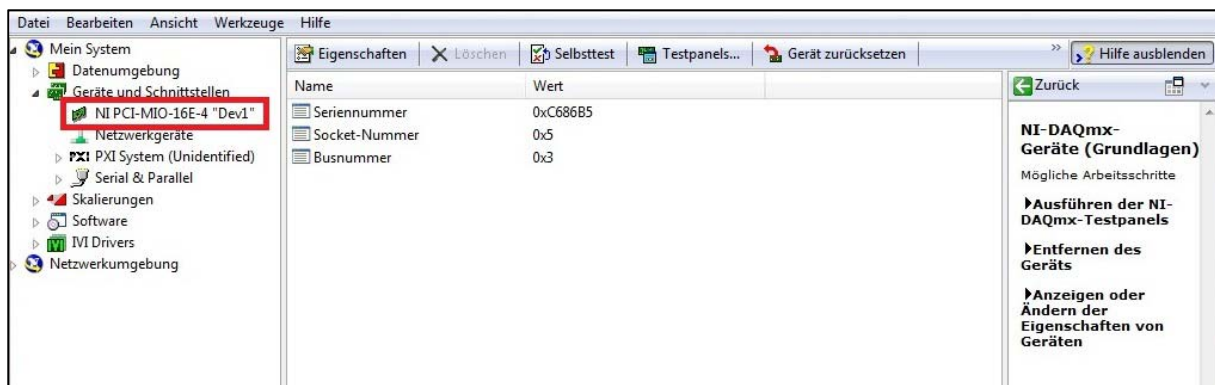 Datei Bearbeiten Ansicht Werkzeuge Hilfe
Mein System
Datenumgebung
Geräte und Schnittstellen
NI PCI-MIO-16E-4 "Dev1"
Netzwerkgeräte
PXI PXI System (Unidentified)
Serial & Parallel
Skalierungen
Software
IVI Drivers
Netzwerkumgebung
Eigenschaften Löschen Selbsttest Testpanels... Gerät zurücksetzen » Hilfe ausblenden
Name Wert
Seriennummer 0xC686B5
Socket-Nummer 0x5
Busnummer 0x3
Zurück
NI-DAQmx-
Geräte (Grundlagen)
Mögliche Arbeitsschritte
Ausführen der NI-
DAQmx-Testpanels
Entfernen des
Geräts
Anzeigen oder
Ändern der
Eigenschaften von
Geräten